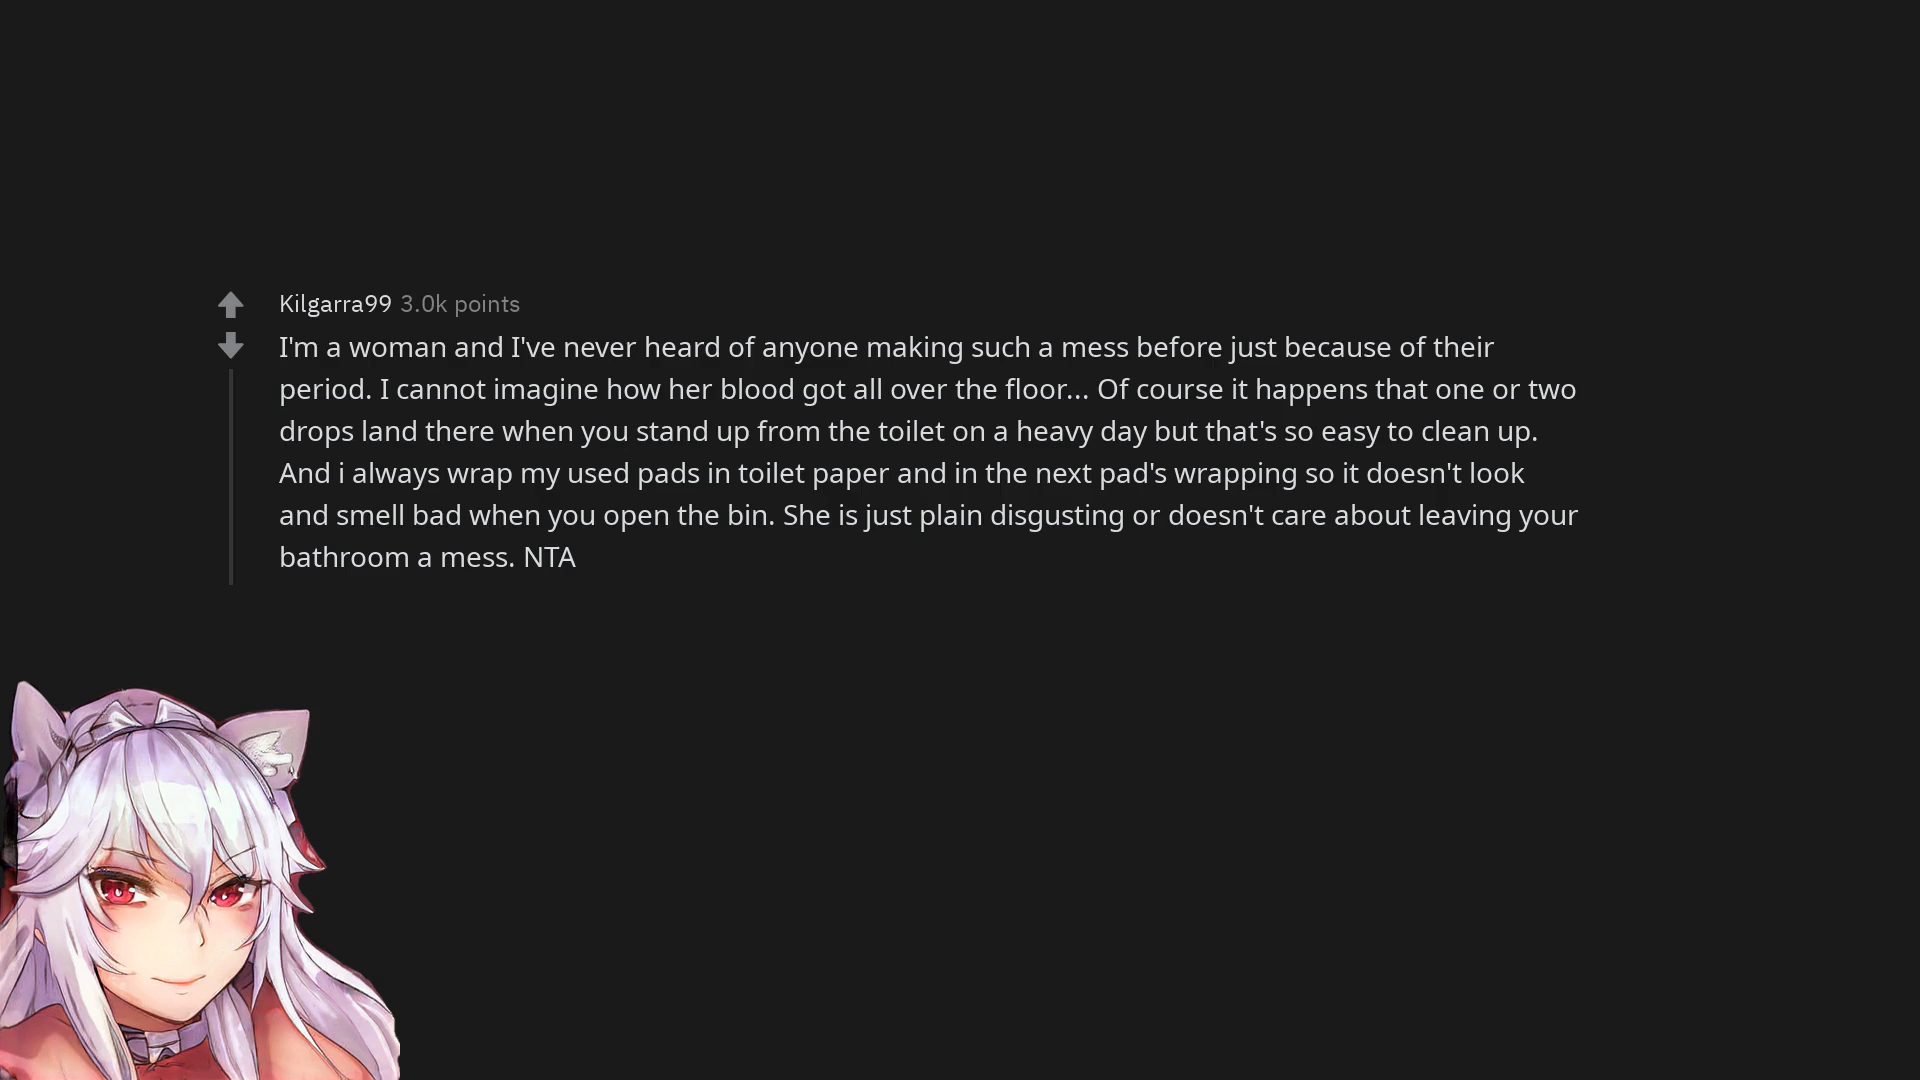 Kilgarra99 3.0k points
I'm a woman and I've never heard of anyone making such a mess before just because of their
period. I cannot imagine how her blood got all over the floor... Of course it happens that one or two
drops land there when you stand up from the toilet on a heavy day but that's so easy to clean up.
And i always wrap my used pads in toilet paper and in the next pad's wrapping so it doesn't look
and smell bad when you open the bin. She is just plain disgusting or doesn't care about leaving your
bathroom a mess. NTA